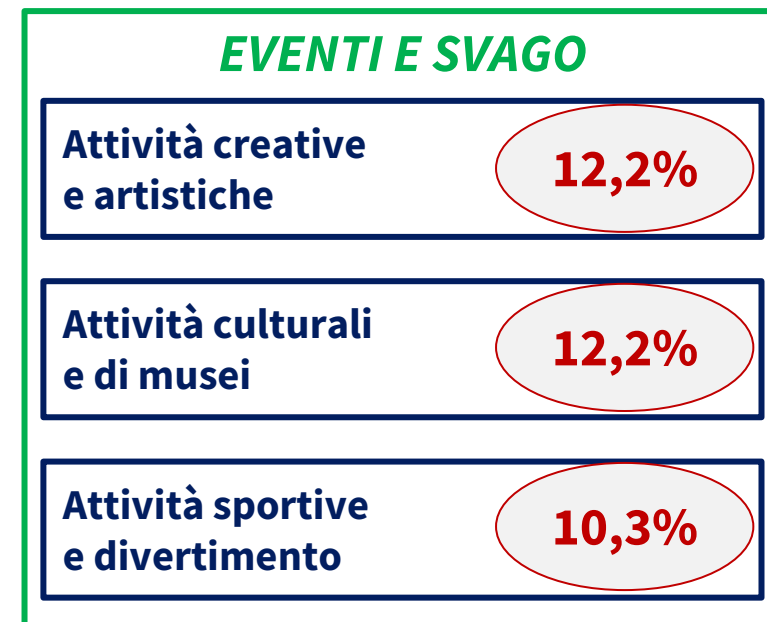 EVENTI E SVAGO
Attività creative
e artistiche
12,2%
Attività culturali
e di musei
12,2%
Attività sportive
e divertimento
10,3%